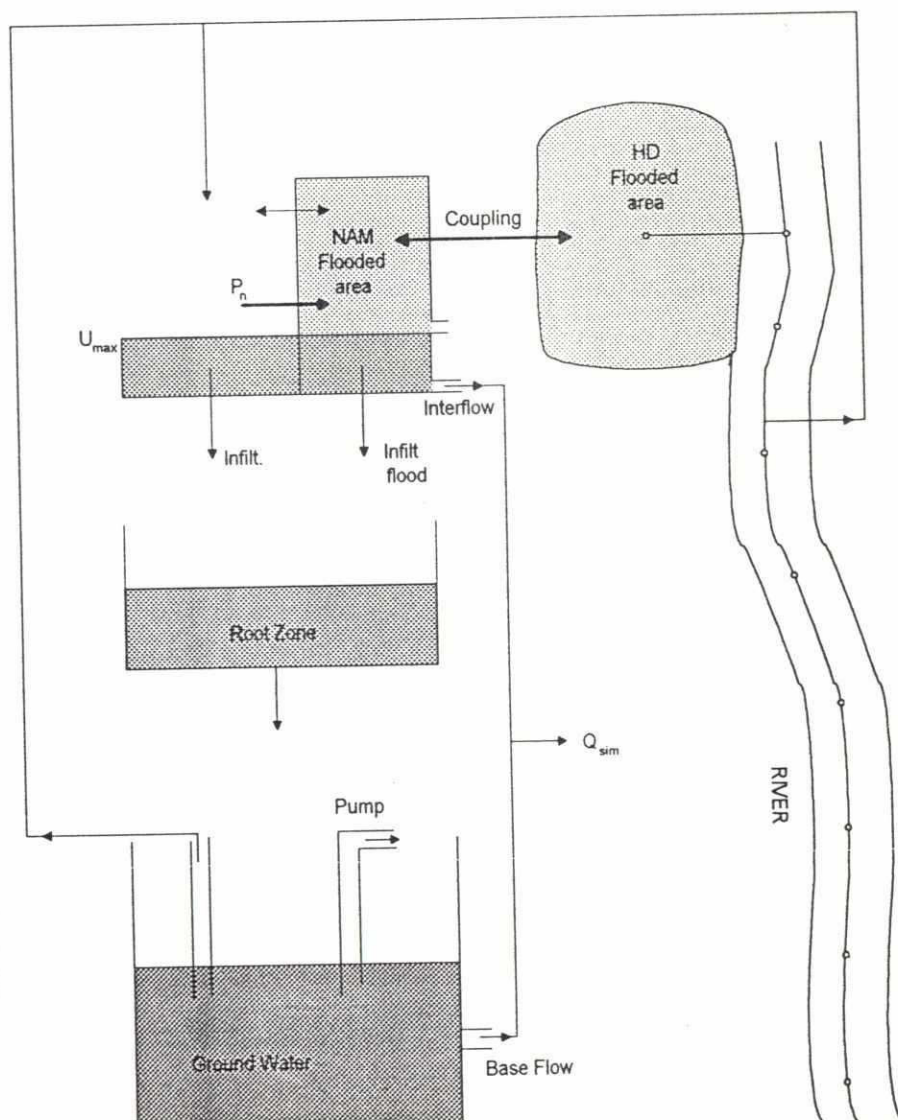 HD
Flooded
area
Coupling
NAM
Flooded
area
Pn
Umax
Interflow
Infilt.
Infilt
flood
Root Zone
Qsim
RIVER
Pump
Ground Water
Base Flow